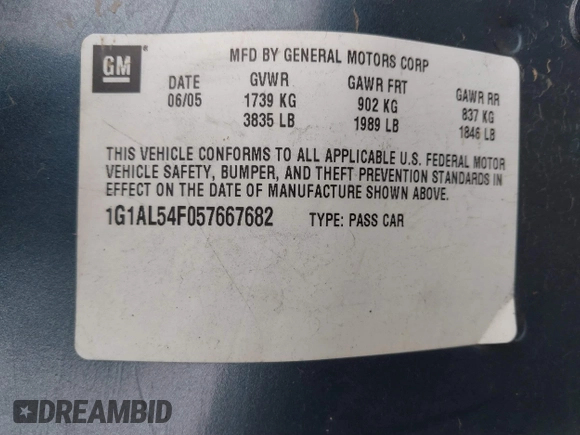 GM
MFD BY GENERAL MOTORS CORP
DATE GVWR GAWR FRT GAWR RR
06/05 1739 KG 902 KG 837 KG
3835 LB 1989 LB 1846 LB
THIS VEHICLE CONFORMS TO ALL APPLICABLE U.S. FEDERAL MOTOR
VEHICLE SAFETY, BUMPER, AND THEFT PREVENTION STANDARDS IN
EFFECT ON THE DATE OF MANUFACTURE SHOWN ABOVE.
1G1AL54F057667682 TYPE: PASS CAR
DREAMBID